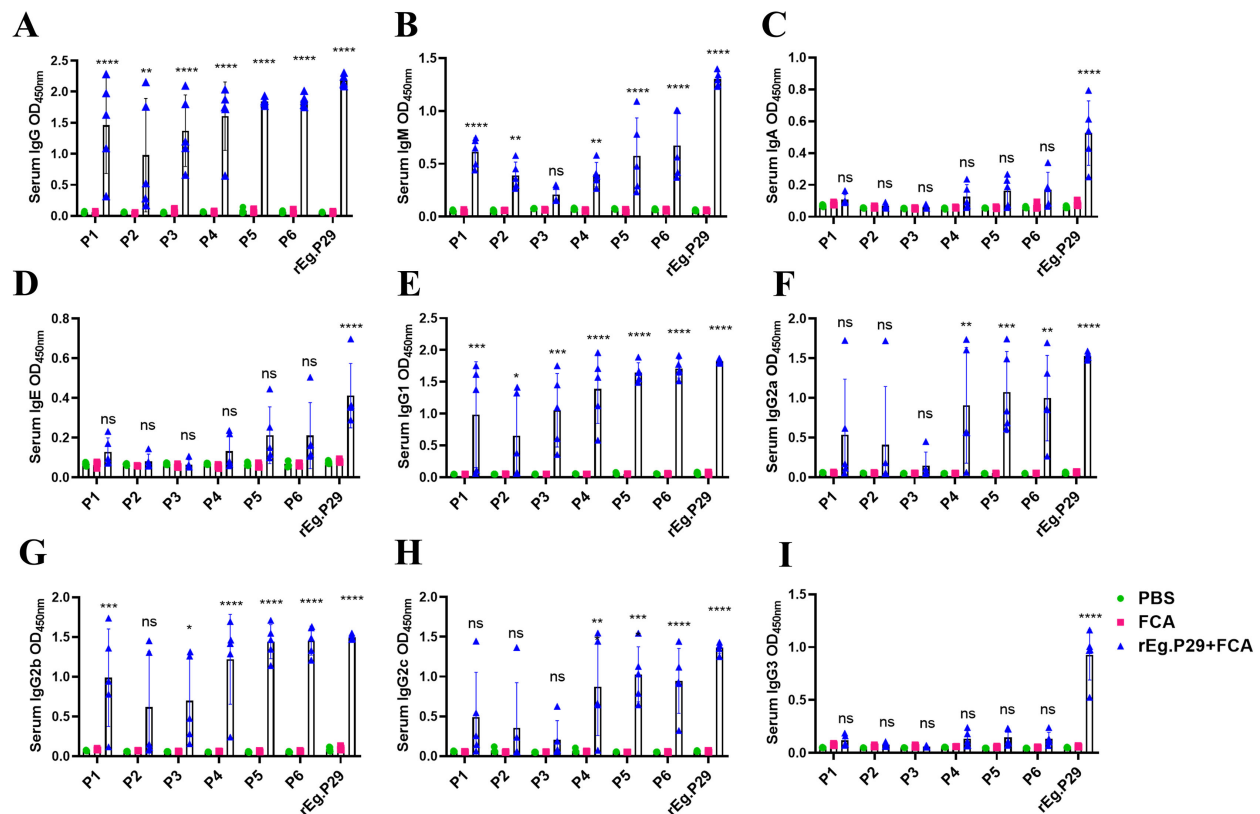 A
Serum IgG OD450nm
2.5
2.0
1.5
1.0
0.5
0.0
**** ** **** **** **** **** ****
P1 P2 P3 P4 P5 P6 rEg.P29
B
Serum IgM OD450nm
1.5
1.0
0.5
0.0
**** ** ns ** **** **** ****
P1 P2 P3 P4 P5 P6 rEg.P29
C
Serum IgA OD450nm
1.0
0.8
0.6
0.4
0.2
0.0
ns ns ns ns ns ns ****
P1 P2 P3 P4 P5 P6 rEg.P29
D
Serum IgE OD450nm
0.8
0.6
0.4
0.2
0.0
ns ns ns ns ns ns ****
P1 P2 P3 P4 P5 P6 rEg.P29
E
Serum IgG1 OD450nm
2.5
2.0
1.5
1.0
0.5
0.0
*** * *** **** **** **** ****
P1 P2 P3 P4 P5 P6 rEg.P29
F
Serum IgG2a OD450nm
2.0
1.5
1.0
0.5
0.0
ns ns ns ** *** ** ****
P1 P2 P3 P4 P5 P6 rEg.P29
G
Serum IgG2b OD450nm
2.0
1.5
1.0
0.5
0.0
*** ns * **** **** **** ****
P1 P2 P3 P4 P5 P6 rEg.P29
H
Serum IgG2c OD450nm
2.0
1.5
1.0
0.5
0.0
ns ns ns ** *** **** ****
P1 P2 P3 P4 P5 P6 rEg.P29
I
Serum IgG3 OD450nm
1.5
1.0
0.5
0.0
ns ns ns ns ns ns ****
P1 P2 P3 P4 P5 P6 rEg.P29
PBS
FCA
rEg.P29+FCA